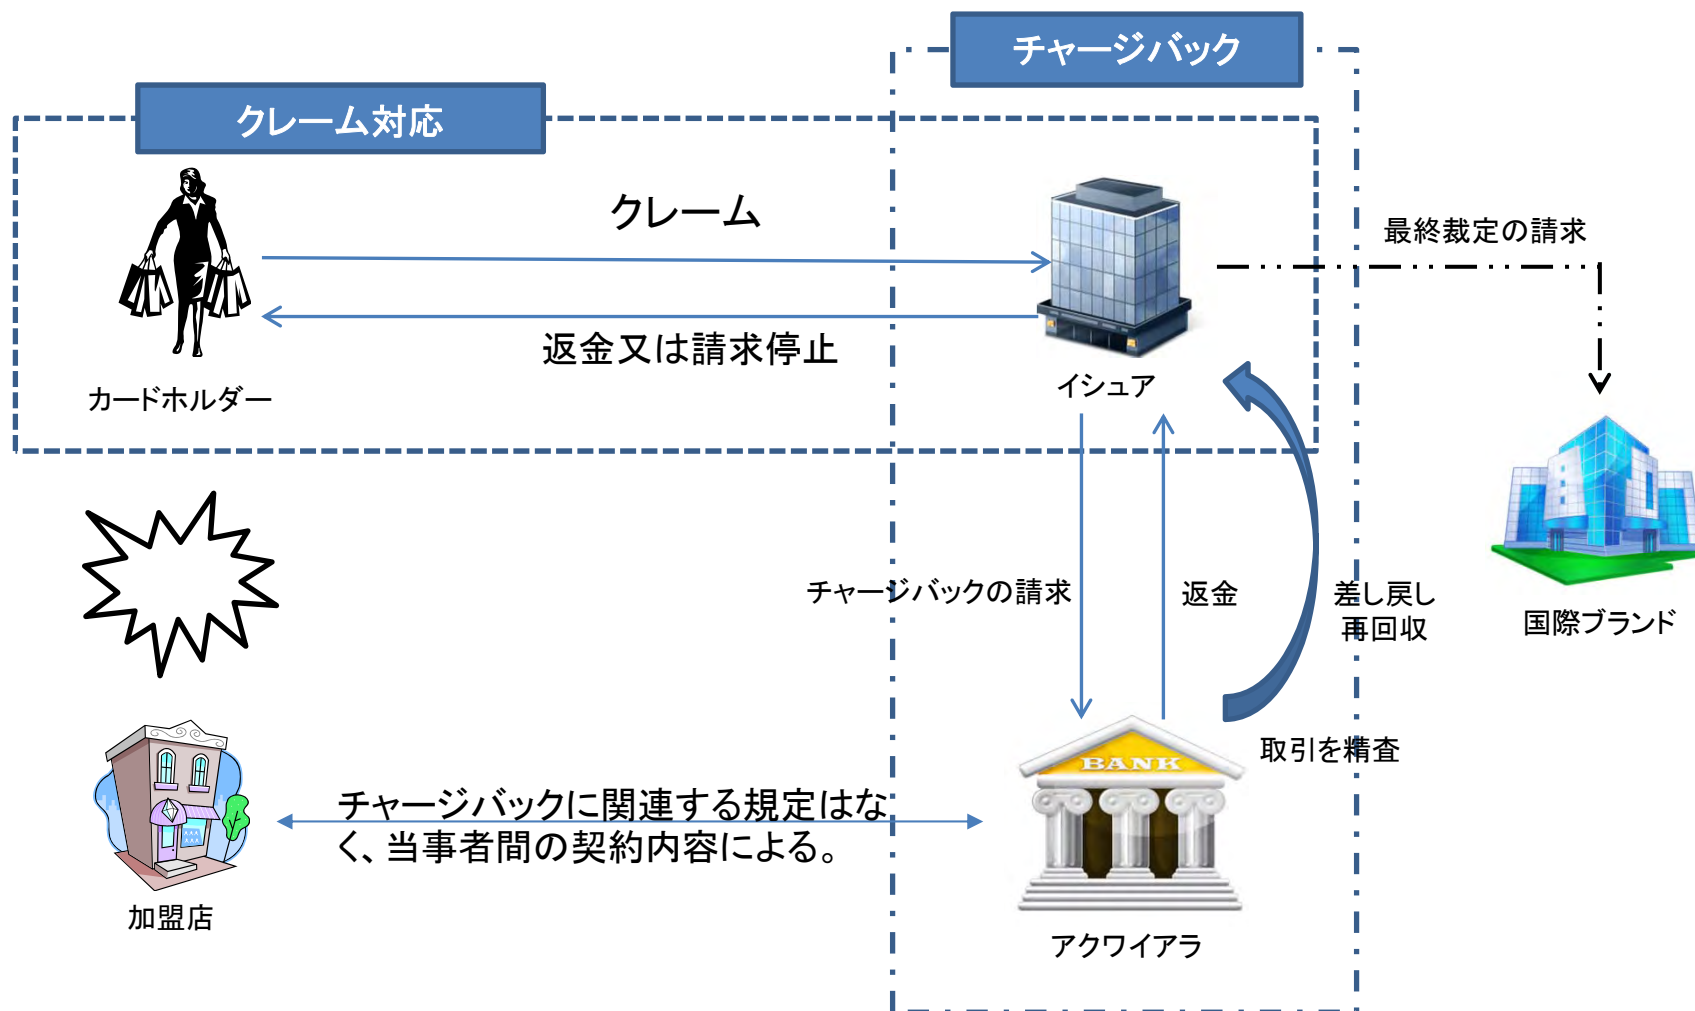 チャージバック
クレーム対応
クレーム
最終裁定の請求
返金又は請求停止
カードホルダー
イシュア
チャージバックの請求
返金
差し戻し
再回収
国際ブランド
取引を精査
BANK
チャージバックに関連する規定はな
く、当事者間の契約内容による。
加盟店
アクワイアラ